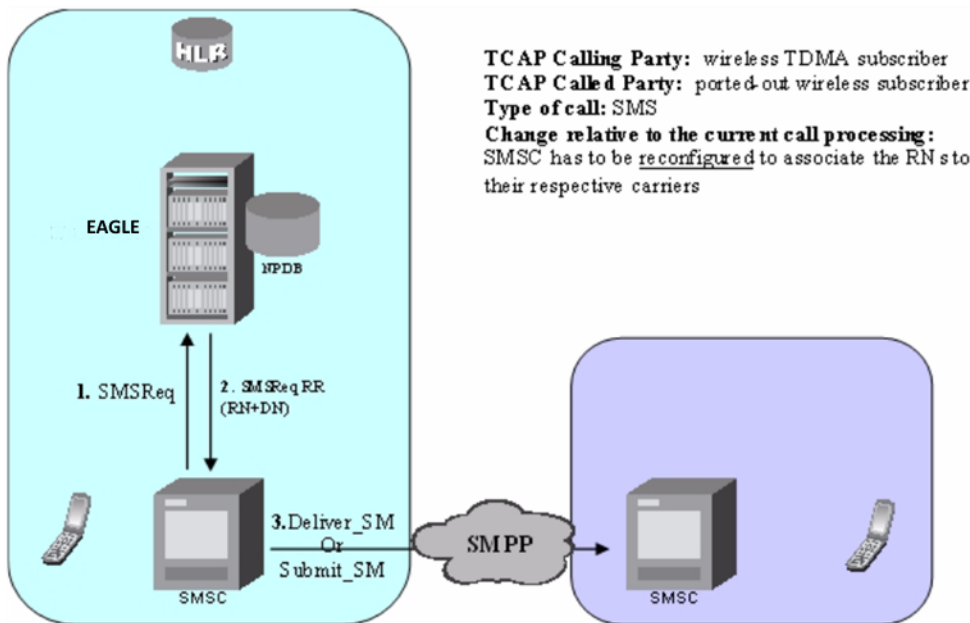 HLR
TCAP Calling Party: wireless TDMA subscriber
TCAP Called Party: ported-out wireless subscriber
Type of call: SMS
Change relative to the current call processing:
SMSC has to be reconfigured to associate the RNs to
their respective carriers
EAGLE
NPDB
1. SMSReq
2. SMSReq RR
(RN+DN)
3.Deliver_SM
Or
Submit_SM
SMPP
SMSC
SMSC